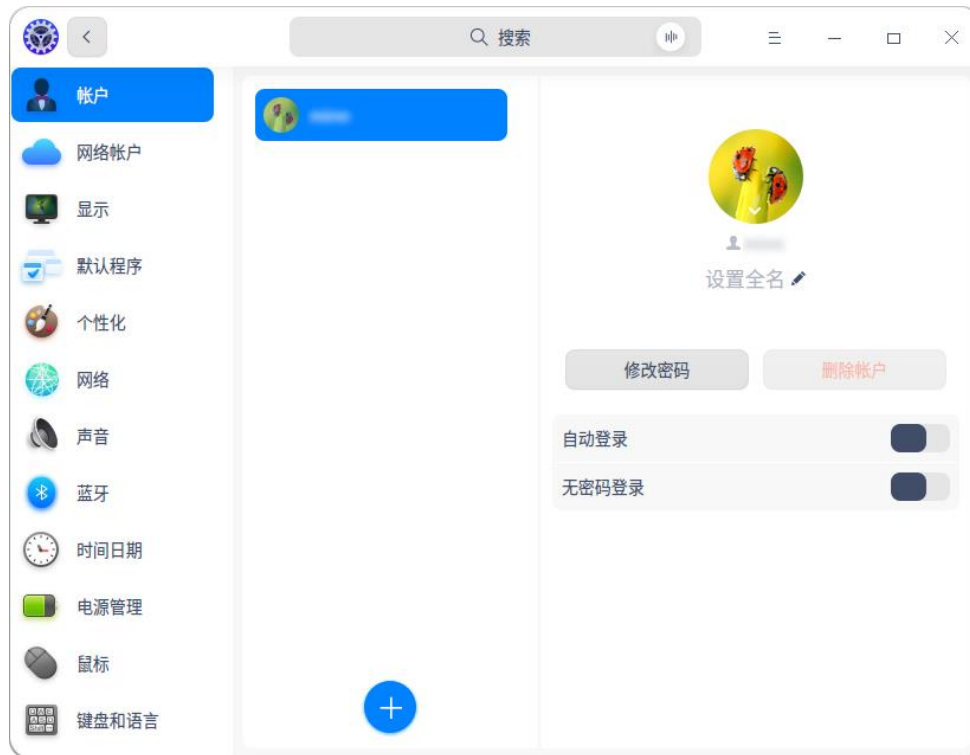 搜索
帐户
网络帐户
显示
默认程序
个性化
网络
声音
蓝牙
时间日期
电源管理
鼠标
键盘和语言
设置全名
修改密码
删除帐户
自动登录
无密码登录